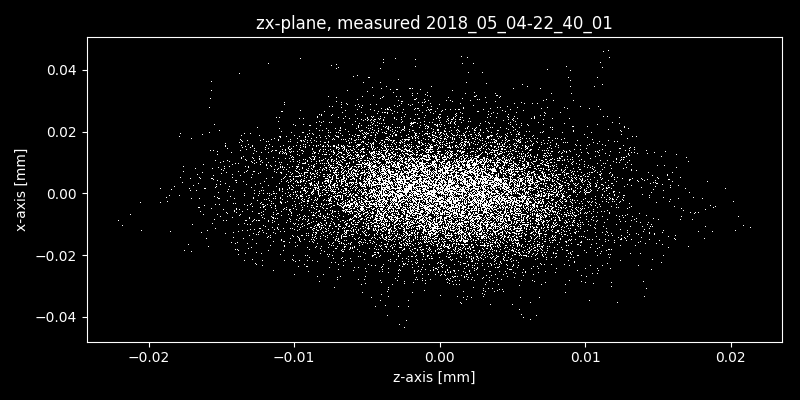 zx-plane, measured 2018_05_04-22_40_01
0.04
0.02
0.00
−0.02
−0.04
x-axis [mm]
−0.02 −0.01 0.00 0.01 0.02
z-axis [mm]